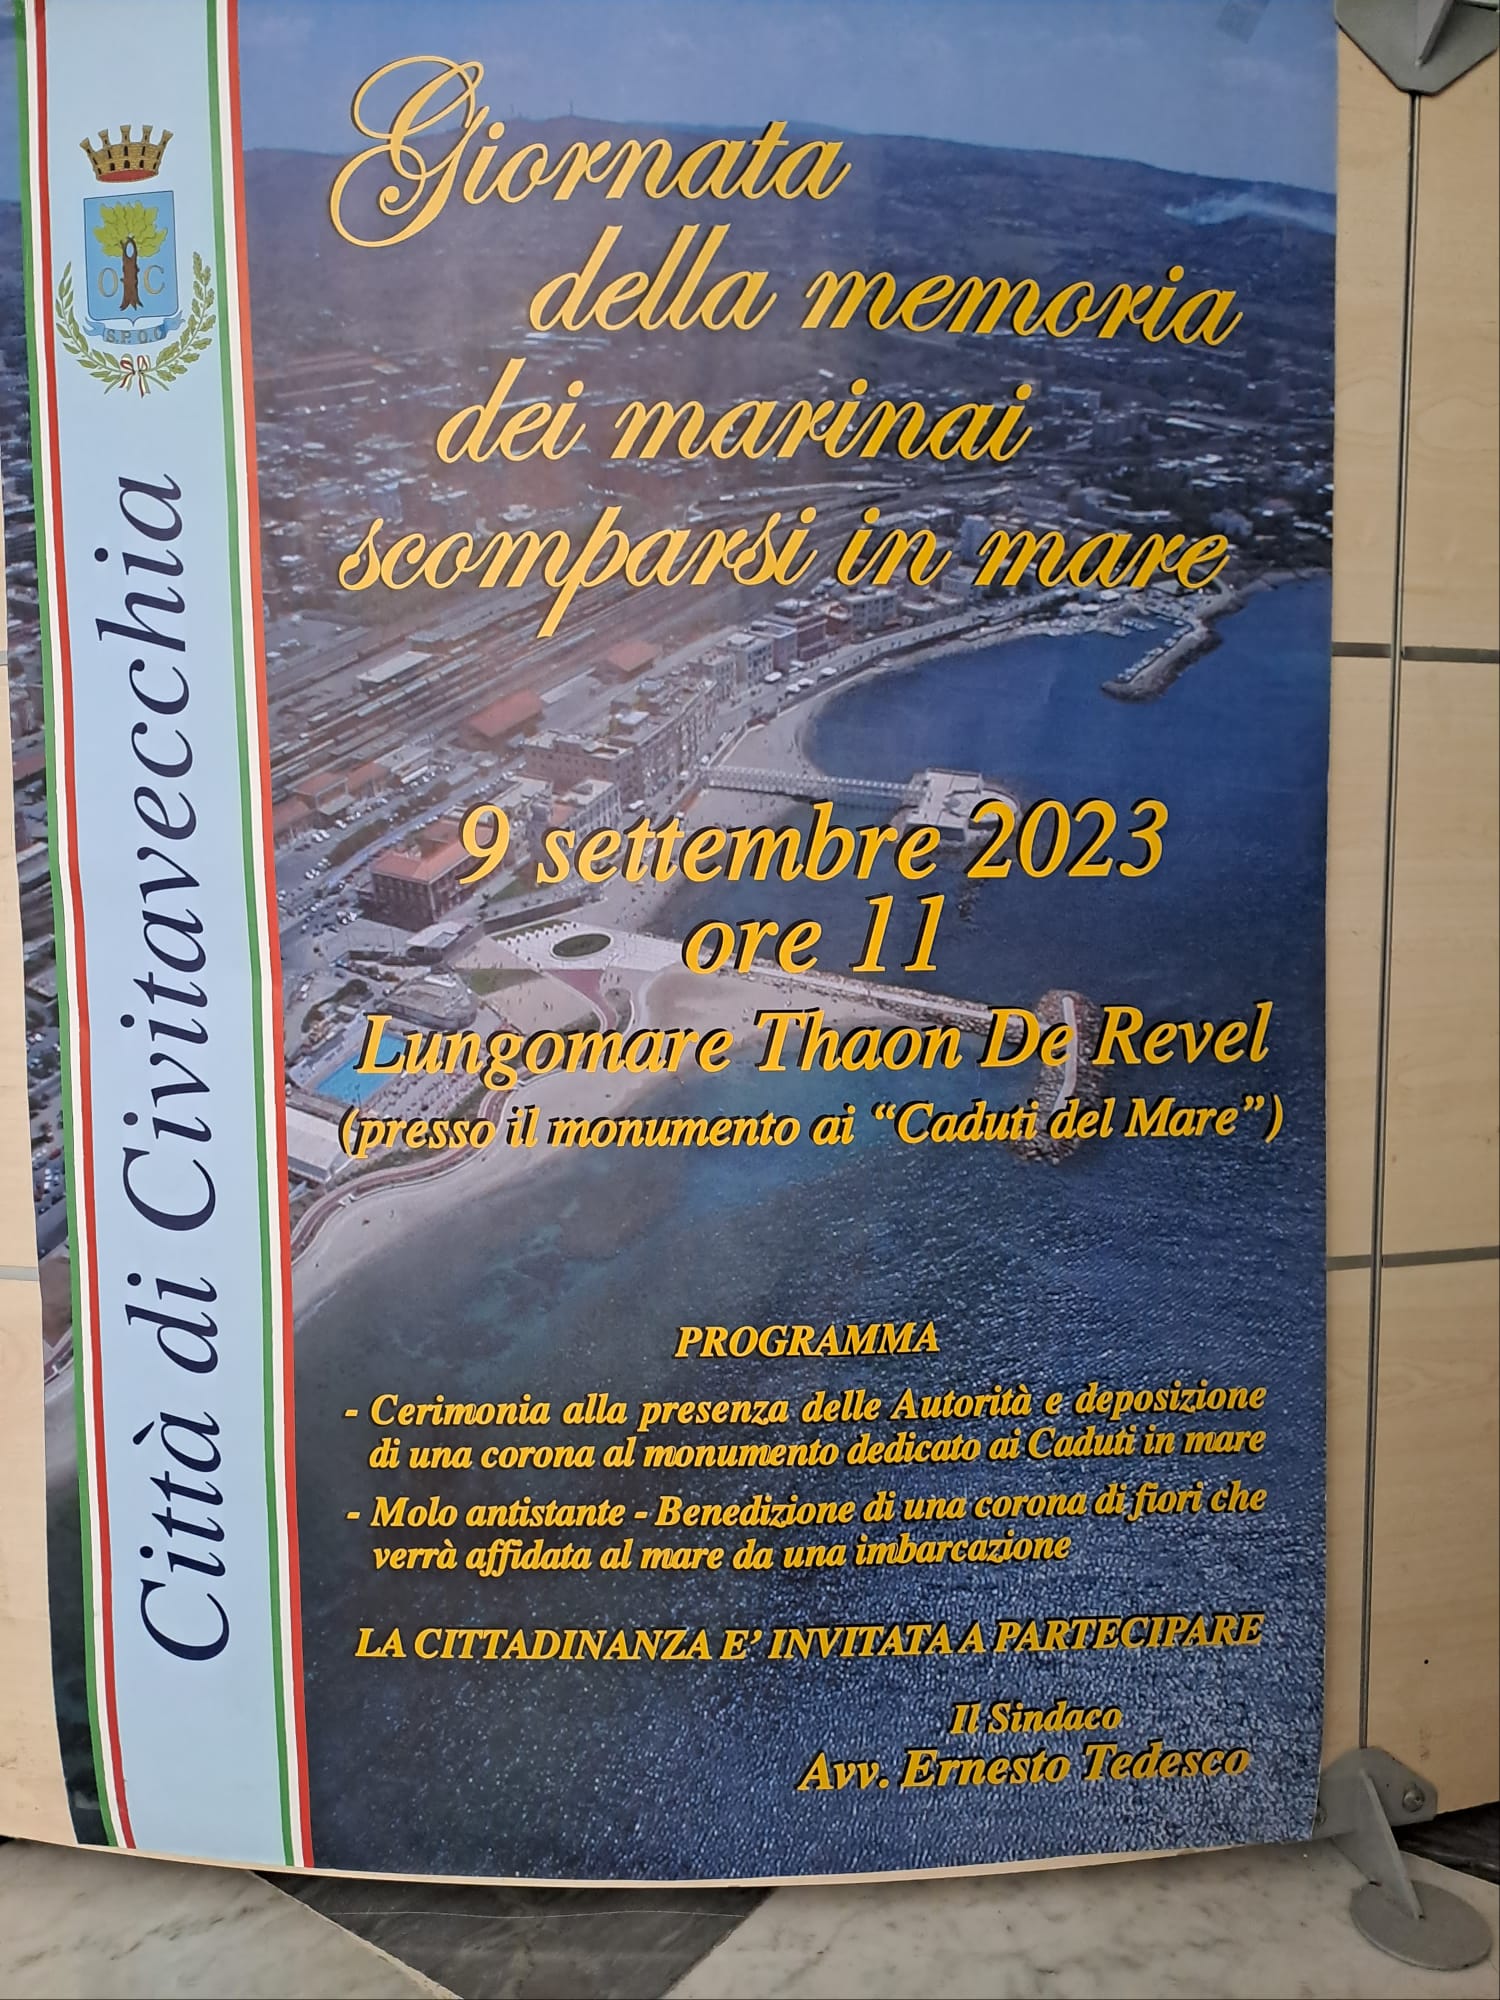 Giornata
della memoria
dei marinai
scomparsi in mare
9 settembre 2023
ore 11
Lungomare Thaon De Revel
(presso il monumento ai “Caduti del Mare”)
PROGRAMMA
- Cerimonia alla presenza delle Autorità e deposizione
di una corona al monumento dedicato ai Caduti in mare
- Molo antistante - Benedizione di una corona di fiori che
verrà affidata al mare da una imbarcazione
LA CITTADINANZA E’ INVITATA A PARTECIPARE
Il Sindaco
Avv. Ernesto Tedesco
Città di Civitavecchia
O C
S.P.Q.C